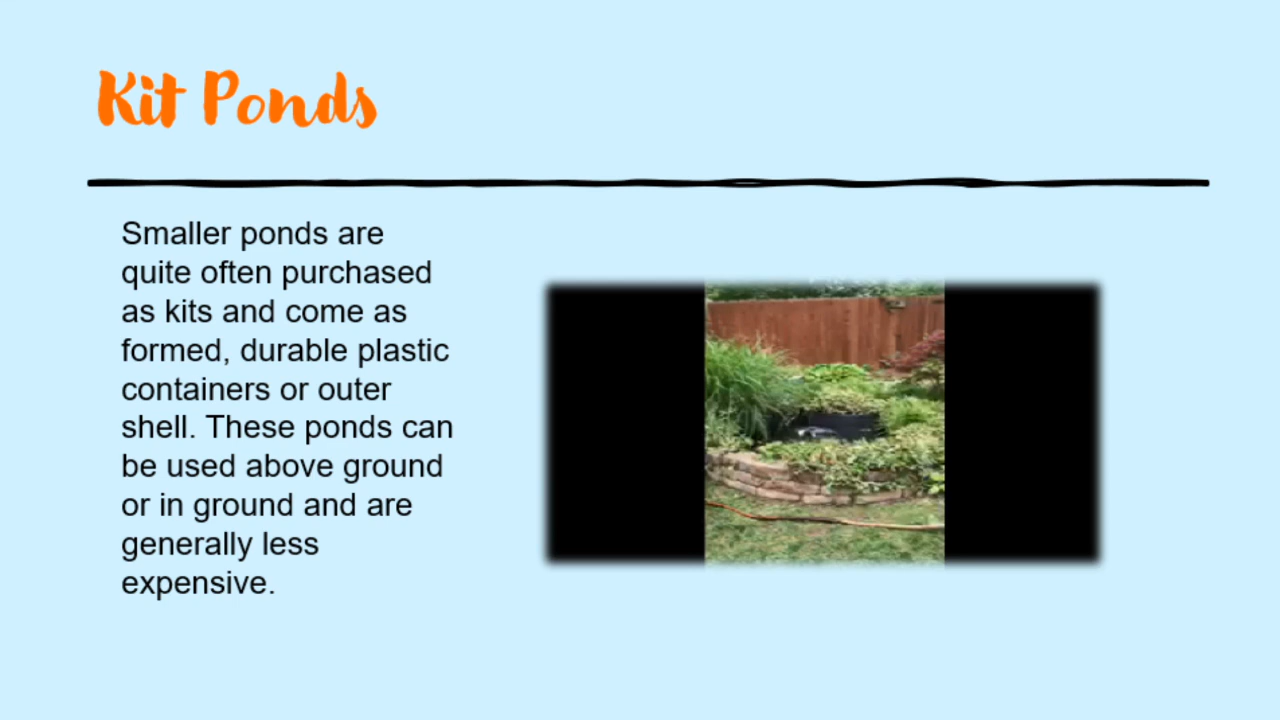 Kit Ponds
Smaller ponds are
quite often purchased
as kits and come as
formed, durable plastic
containers or outer
shell. These ponds can
be used above ground
or in ground and are
generally less
expensive.